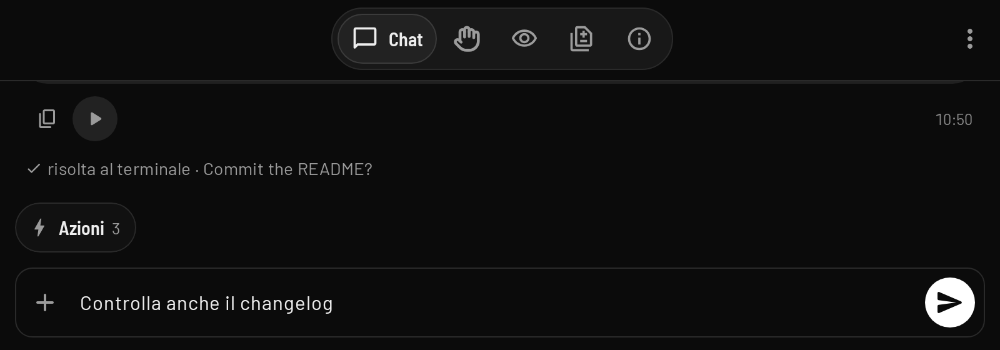 Chat
10:50
risolta al terminale · Commit the README?
Azioni 3
Controlla anche il changelog